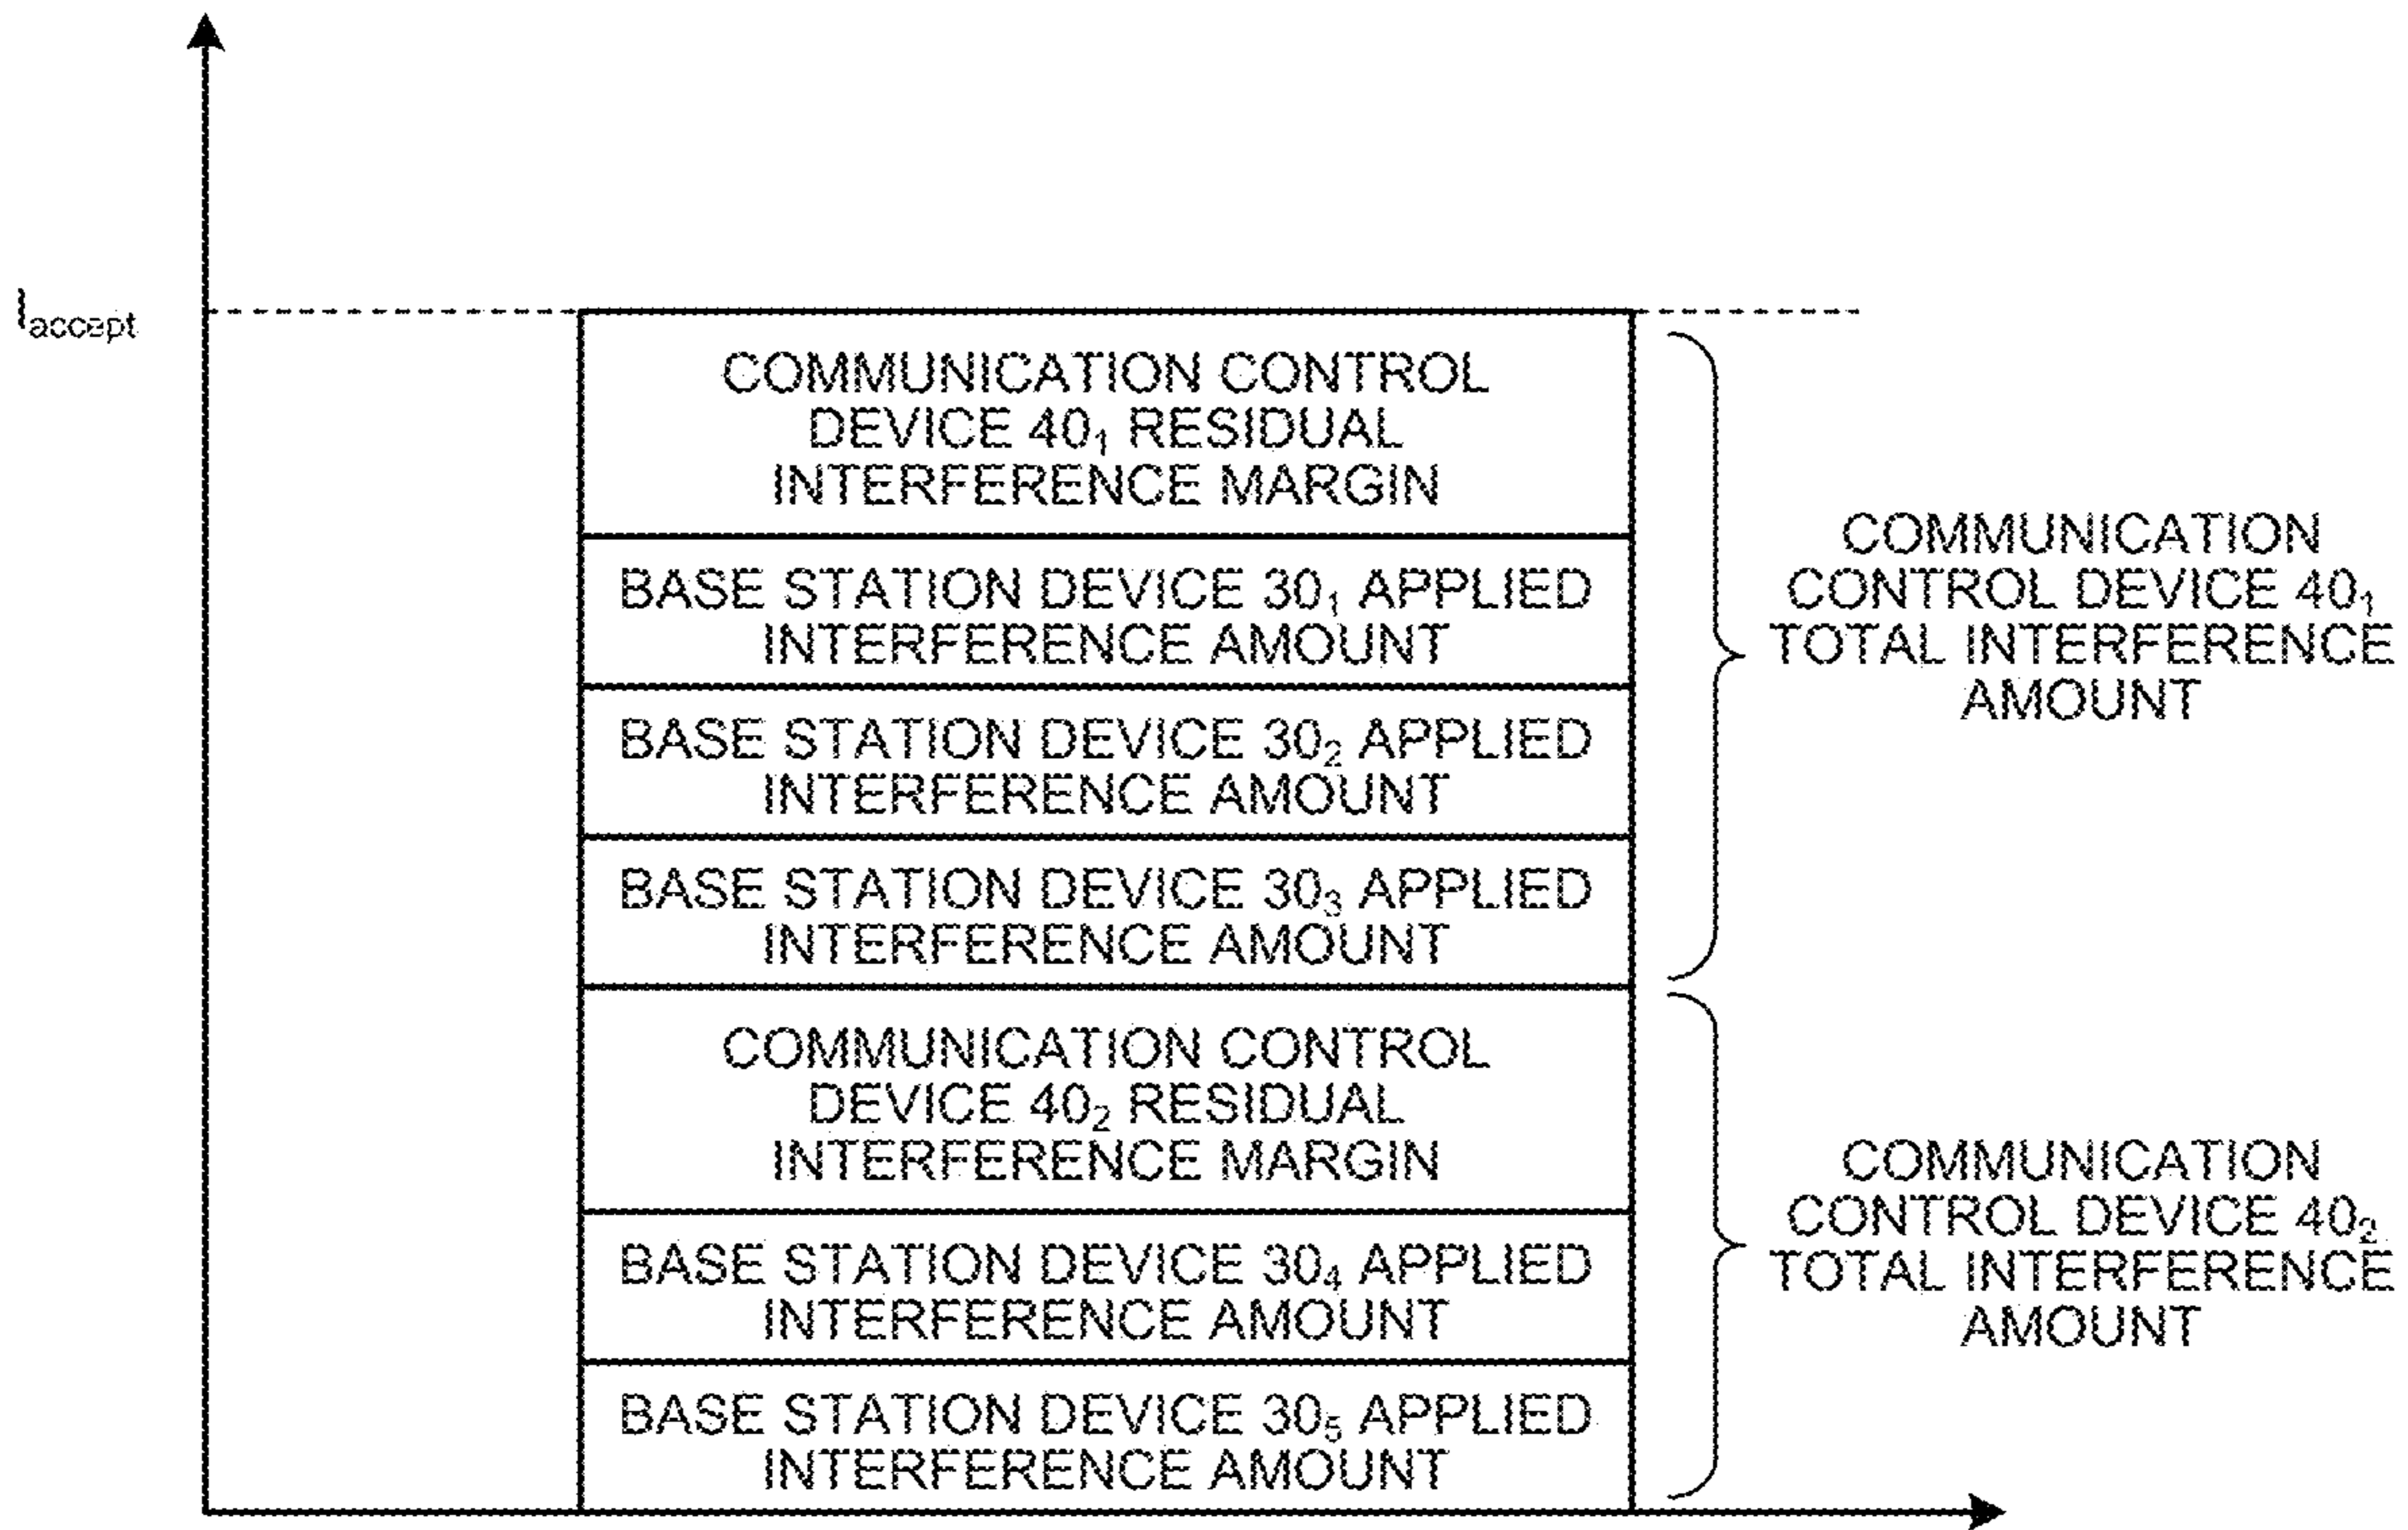 I_accept
COMMUNICATION CONTROL
DEVICE 40₁ RESIDUAL
INTERFERENCE MARGIN
BASE STATION DEVICE 30₁ APPLIED
INTERFERENCE AMOUNT
BASE STATION DEVICE 30₂ APPLIED
INTERFERENCE AMOUNT
BASE STATION DEVICE 30₃ APPLIED
INTERFERENCE AMOUNT
COMMUNICATION
CONTROL DEVICE 40₁
TOTAL INTERFERENCE
AMOUNT
COMMUNICATION CONTROL
DEVICE 40₂ RESIDUAL
INTERFERENCE MARGIN
BASE STATION DEVICE 30₄ APPLIED
INTERFERENCE AMOUNT
BASE STATION DEVICE 30₅ APPLIED
INTERFERENCE AMOUNT
COMMUNICATION
CONTROL DEVICE 40₂
TOTAL INTERFERENCE
AMOUNT